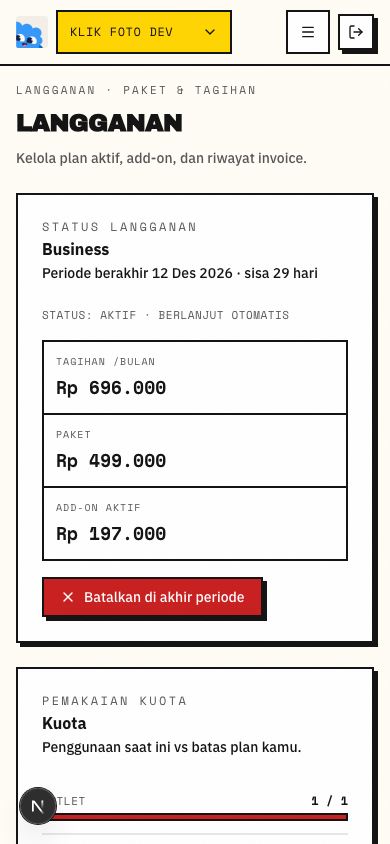 KLIK FOTO DEV
LANGGANAN · PAKET & TAGIHAN
LANGGANAN
Kelola plan aktif, add-on, dan riwayat invoice.
STATUS LANGGANAN
Business
Periode berakhir 12 Des 2026 · sisa 29 hari
STATUS: AKTIF · BERLANJUT OTOMATIS
TAGIHAN /BULAN
Rp 696.000
PAKET
Rp 499.000
ADD-ON AKTIF
Rp 197.000
Batalkan di akhir periode
PEMAKAIAN KUOTA
Kuota
Penggunaan saat ini vs batas plan kamu.
TLET 1 / 1
N